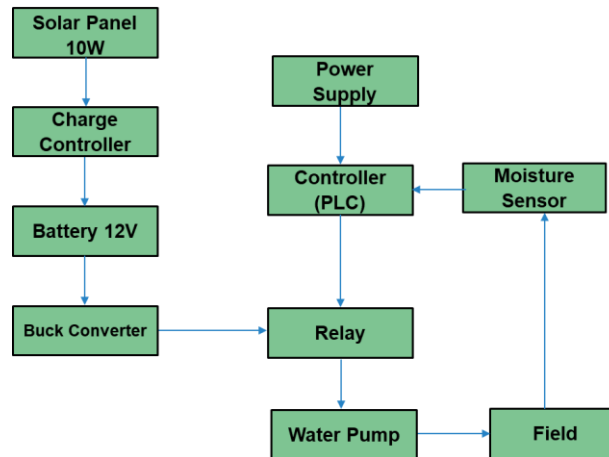 Solar Panel
10W
Power
Supply
Charge
Controller
Controller
(PLC)
Moisture
Sensor
Battery 12V
Buck Converter
Relay
Water Pump
Field